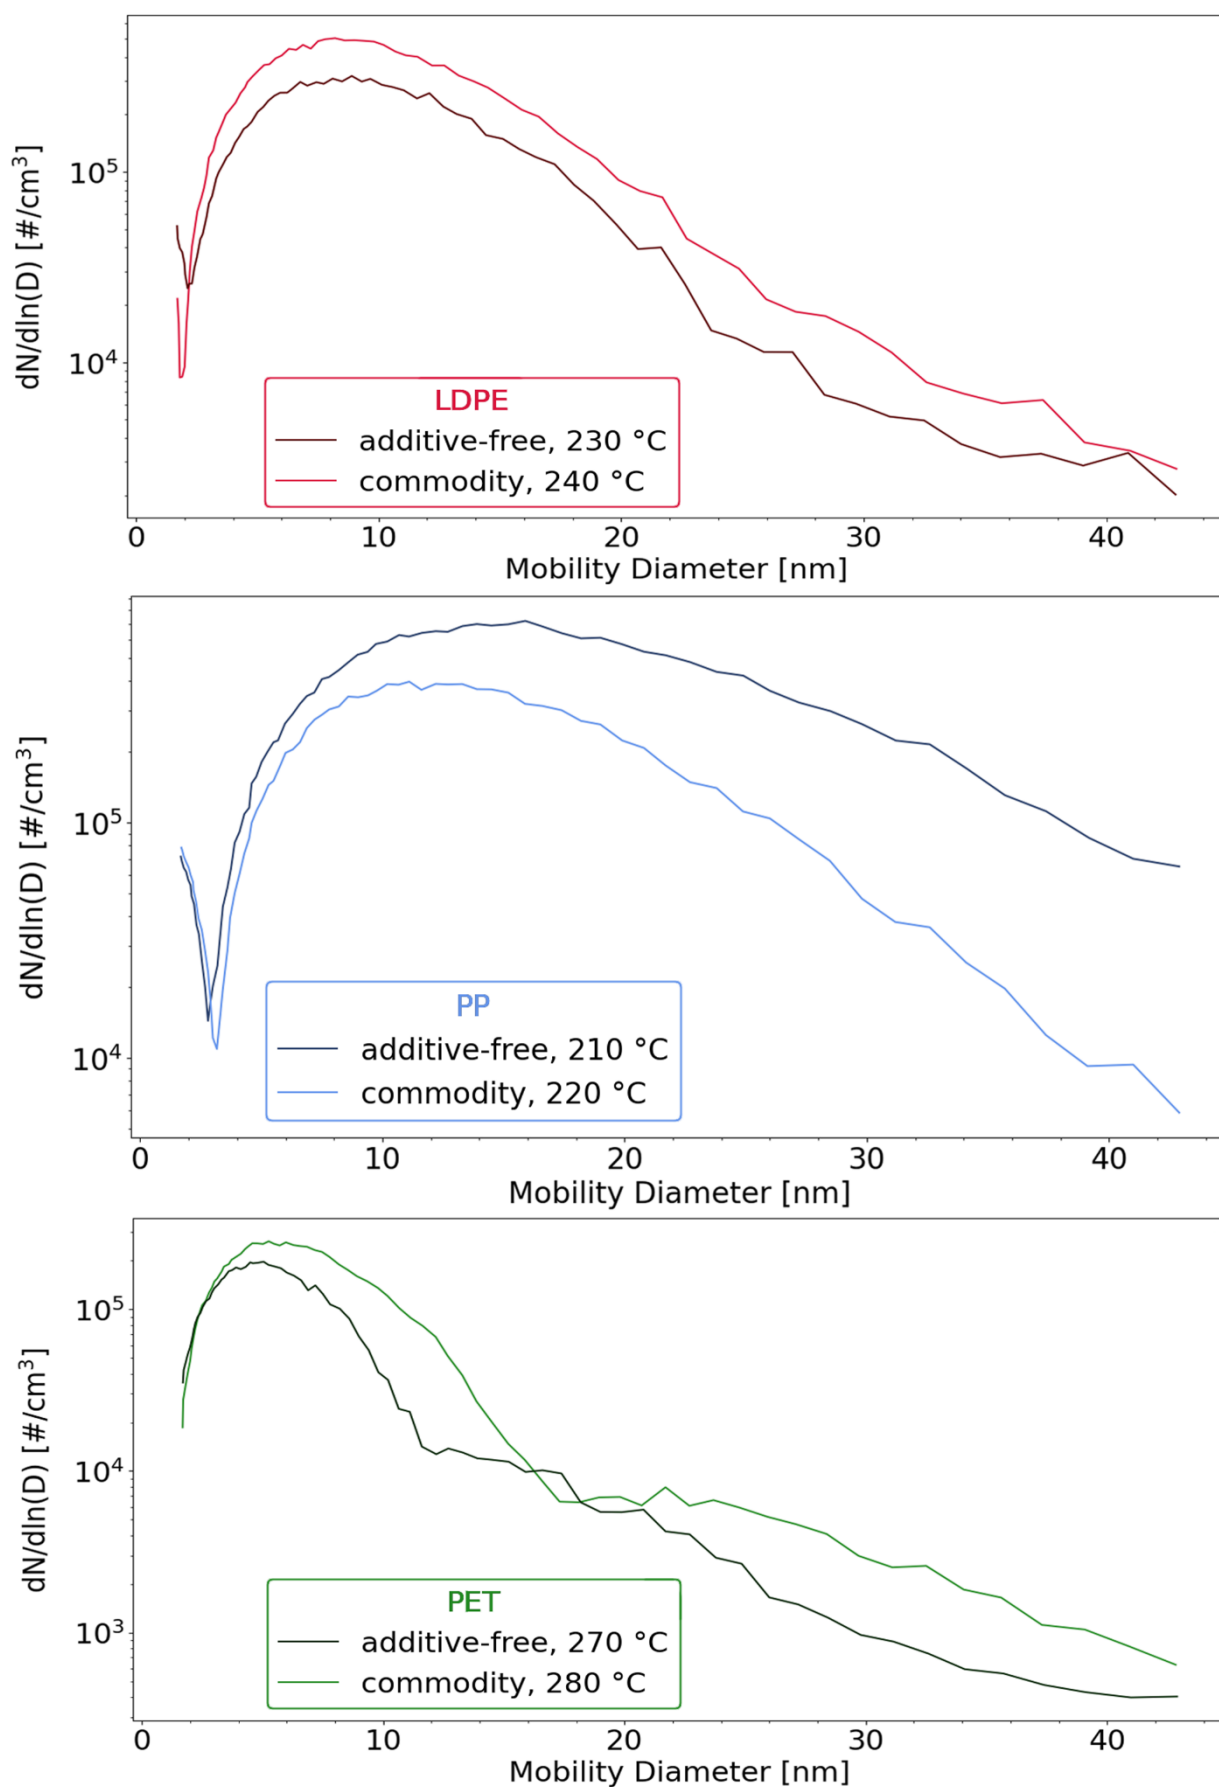 dN/dln(D) [#/cm³]
10⁵
10⁴
LDPE
additive-free, 230 °C
commodity, 240 °C
0 10 20 30 40
Mobility Diameter [nm]
dN/dln(D) [#/cm³]
10⁵
10⁴
PP
additive-free, 210 °C
commodity, 220 °C
0 10 20 30 40
Mobility Diameter [nm]
dN/dln(D) [#/cm³]
10⁵
10⁴
10³
PET
additive-free, 270 °C
commodity, 280 °C
0 10 20 30 40
Mobility Diameter [nm]